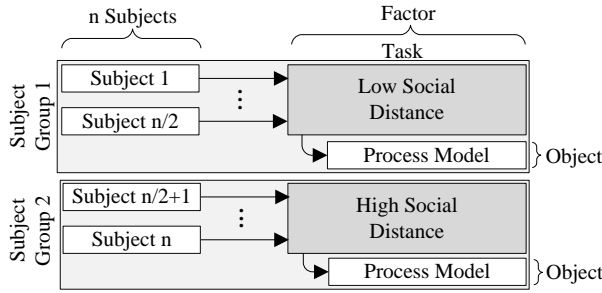 n Subjects
Factor
Task
Subject
Group 1
Subject 1
Subject n/2
Low Social
Distance
Process Model
Object
Subject
Group 2
Subject n/2+1
Subject n
High Social
Distance
Process Model
Object